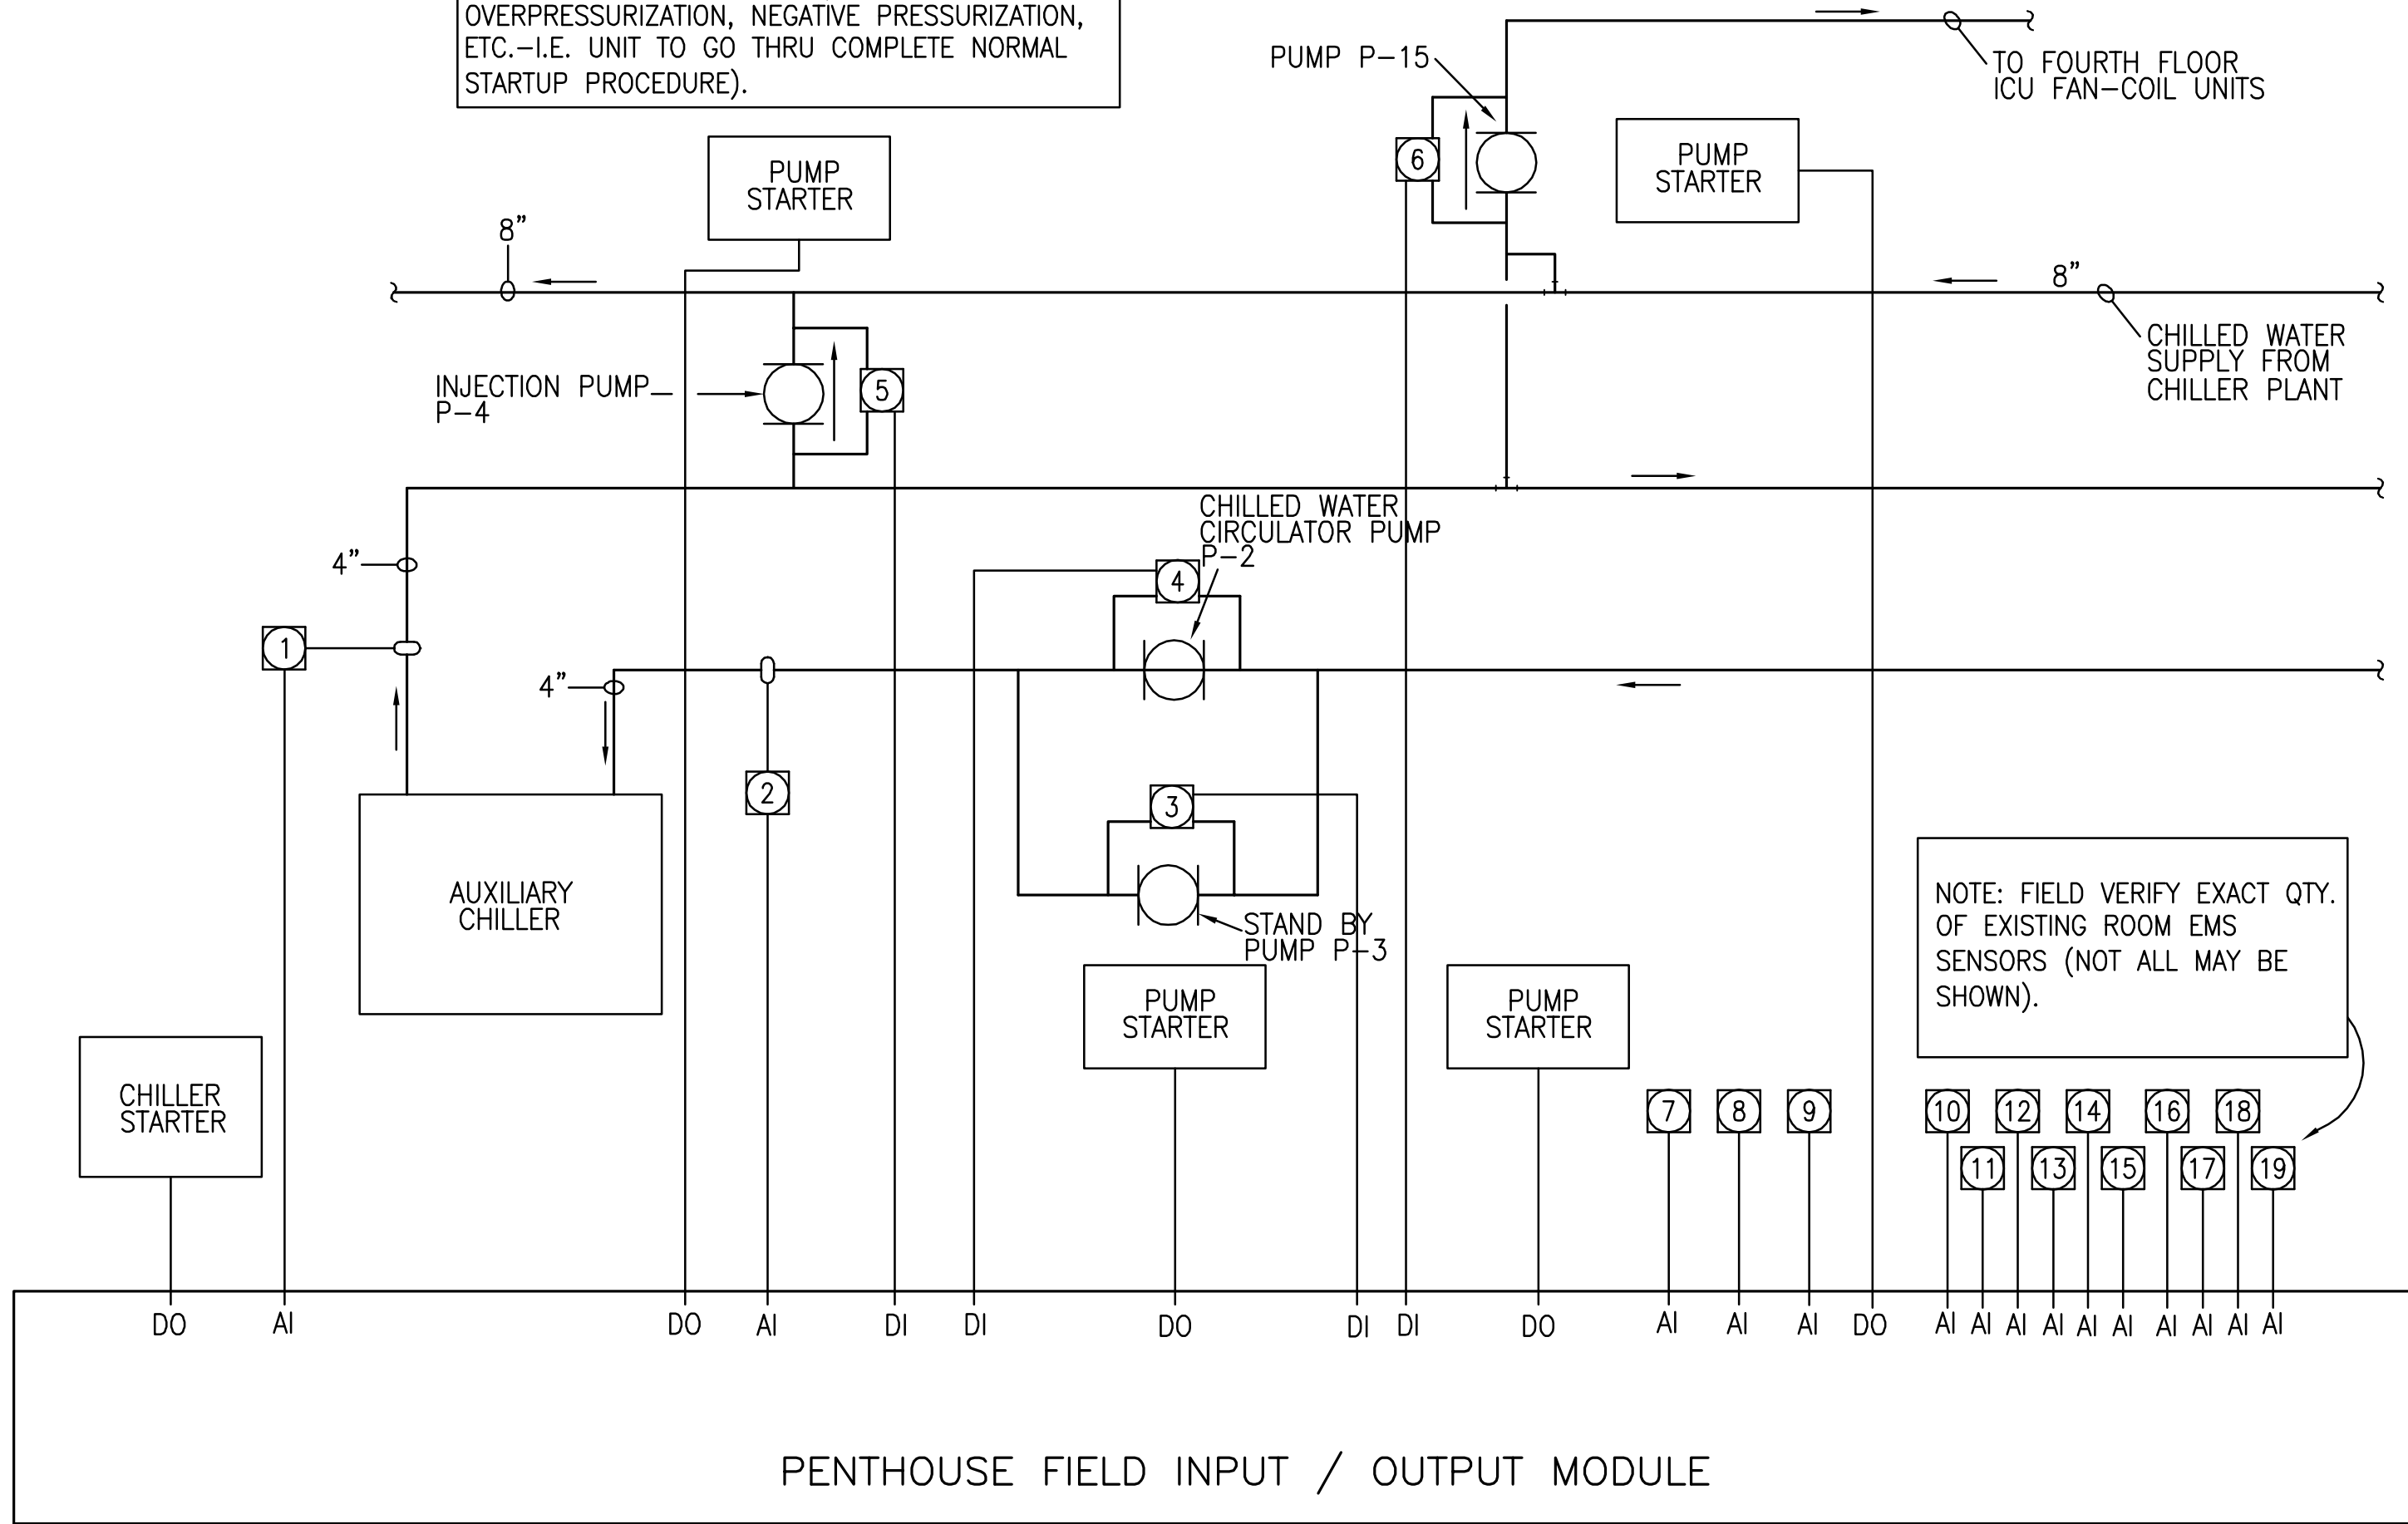 OVERPRESSURIZATION, NEGATIVE PRESSURIZATION,
ETC.-I.E. UNIT TO GO THRU COMPLETE NORMAL
STARTUP PROCEDURE).
PUMP P-15
TO FOURTH FLOOR
ICU FAN-COIL UNITS
PUMP
STARTER
6
PUMP
STARTER
8"
8"
CHILLED WATER
SUPPLY FROM
CHILLER PLANT
INJECTION PUMP
P-4
5
CHILLED WATER
CIRCULATOR PUMP
P-2
4"
4
1
4"
2
3
AUXILIARY
CHILLER
STAND BY
PUMP P-3
NOTE: FIELD VERIFY EXACT QTY.
OF EXISTING ROOM EMS
SENSORS (NOT ALL MAY BE
SHOWN).
PUMP
STARTER
PUMP
STARTER
CHILLER
STARTER
7 8 9 10 12 14 16 18
11 13 15 17 19
DO AI DO AI DI DI DO DI DI DO AI AI AI DO AI AI AI AI AI AI AI AI AI AI
PENTHOUSE FIELD INPUT / OUTPUT MODULE